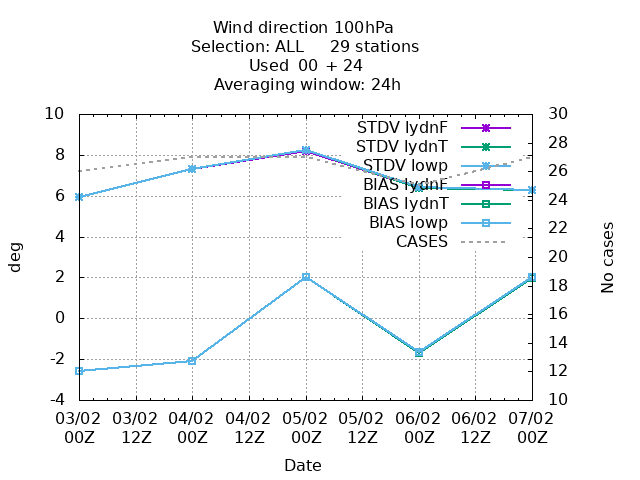 Wind direction 100hPa
Selection: ALL 29 stations
Used 00 + 24
Averaging window: 24h
10 30
STDV lydnF
28
STDV lydnT
8
26
STDV lowp
BIAS lydnF
6
24
BIAS lydnT
BIAS lowp
22
4
CASES
deg
No cases
20
2
18
16
0
14
-2
12
-4 10
03/02 03/02 04/02 04/02 05/02 05/02 06/02 06/02 07/02
00Z 12Z 00Z 12Z 00Z 12Z 00Z 12Z 00Z
Date